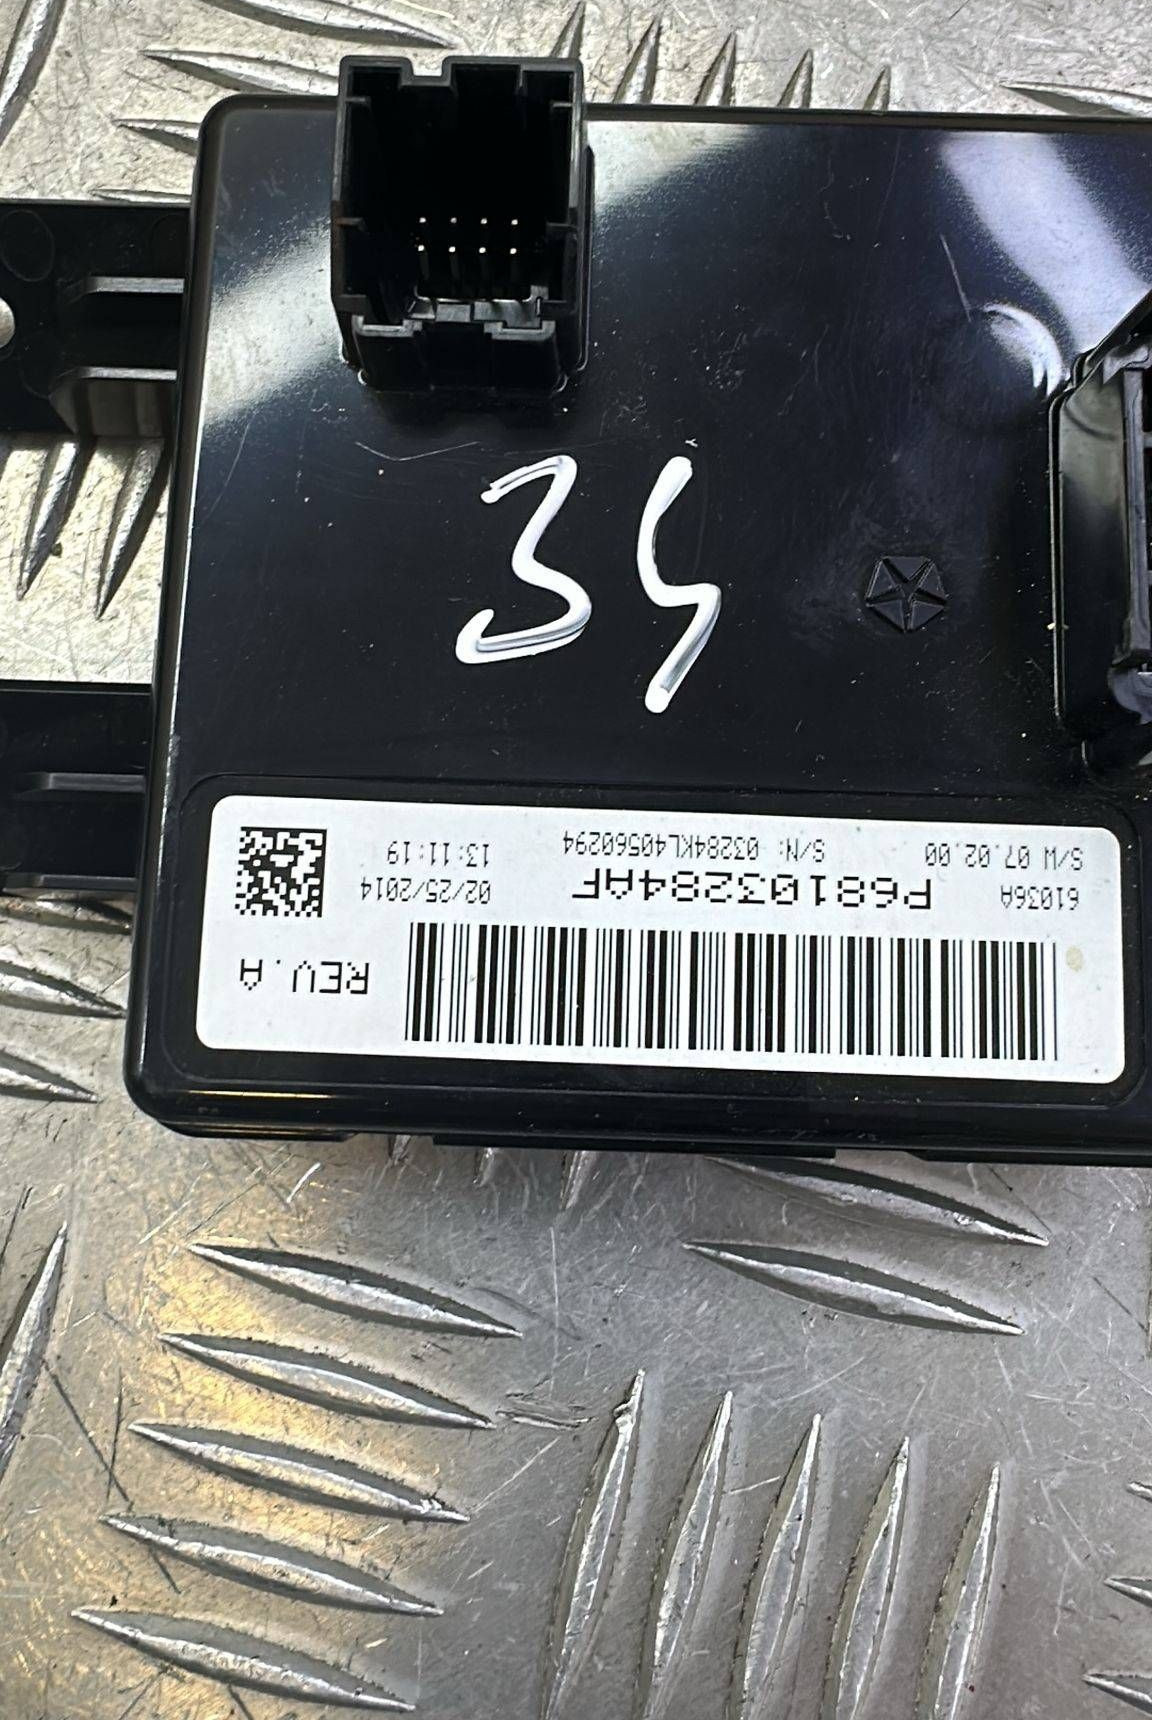 REV.A
61036A P68103284AF 02/25/2014
S/W 07.02.00 S/N: 03284KL40560294 13:11:19